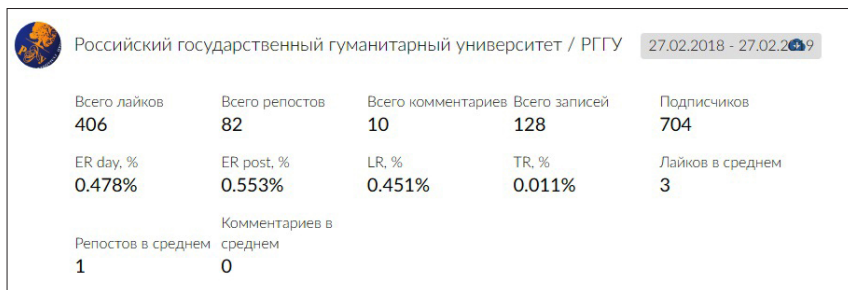 Российский государственный гуманитарный университет / РГГУ 27.02.2018 - 27.02.2019
Всего лайков Всего репостов Всего комментариев Всего записей Подписчиков
406 82 10 128 704
ER day, % ER post, % LR, % TR, % Лайков в среднем
0.478% 0.553% 0.451% 0.011% 3
Репостов в среднем Комментариев в среднем
1 0